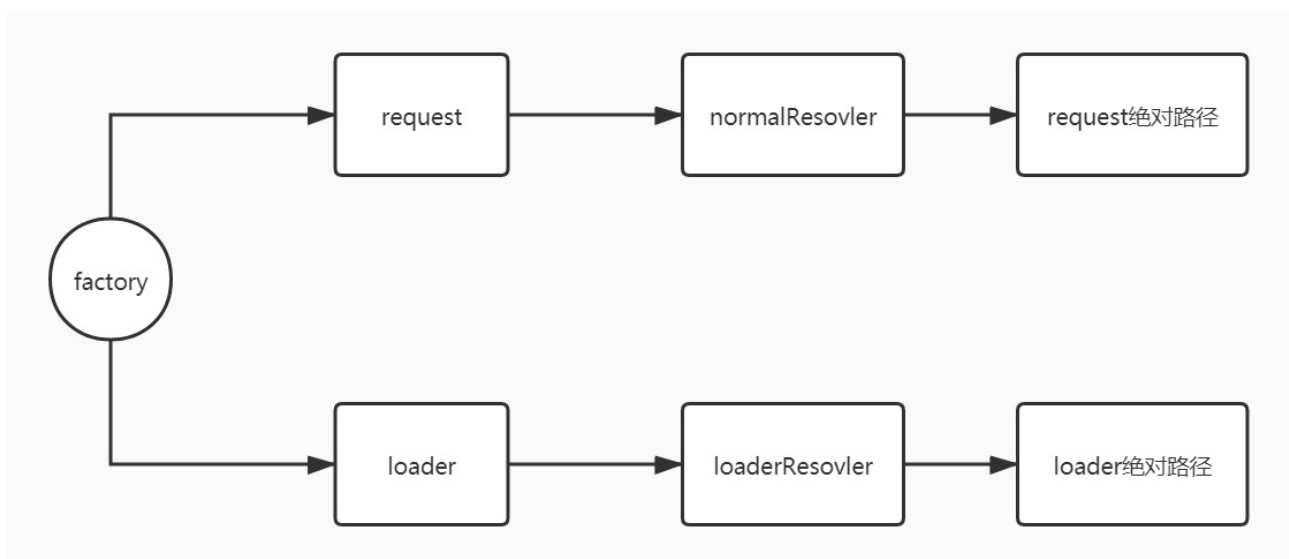 request
normalResovler
request绝对路径
factory
loader
loaderResovler
loader绝对路径